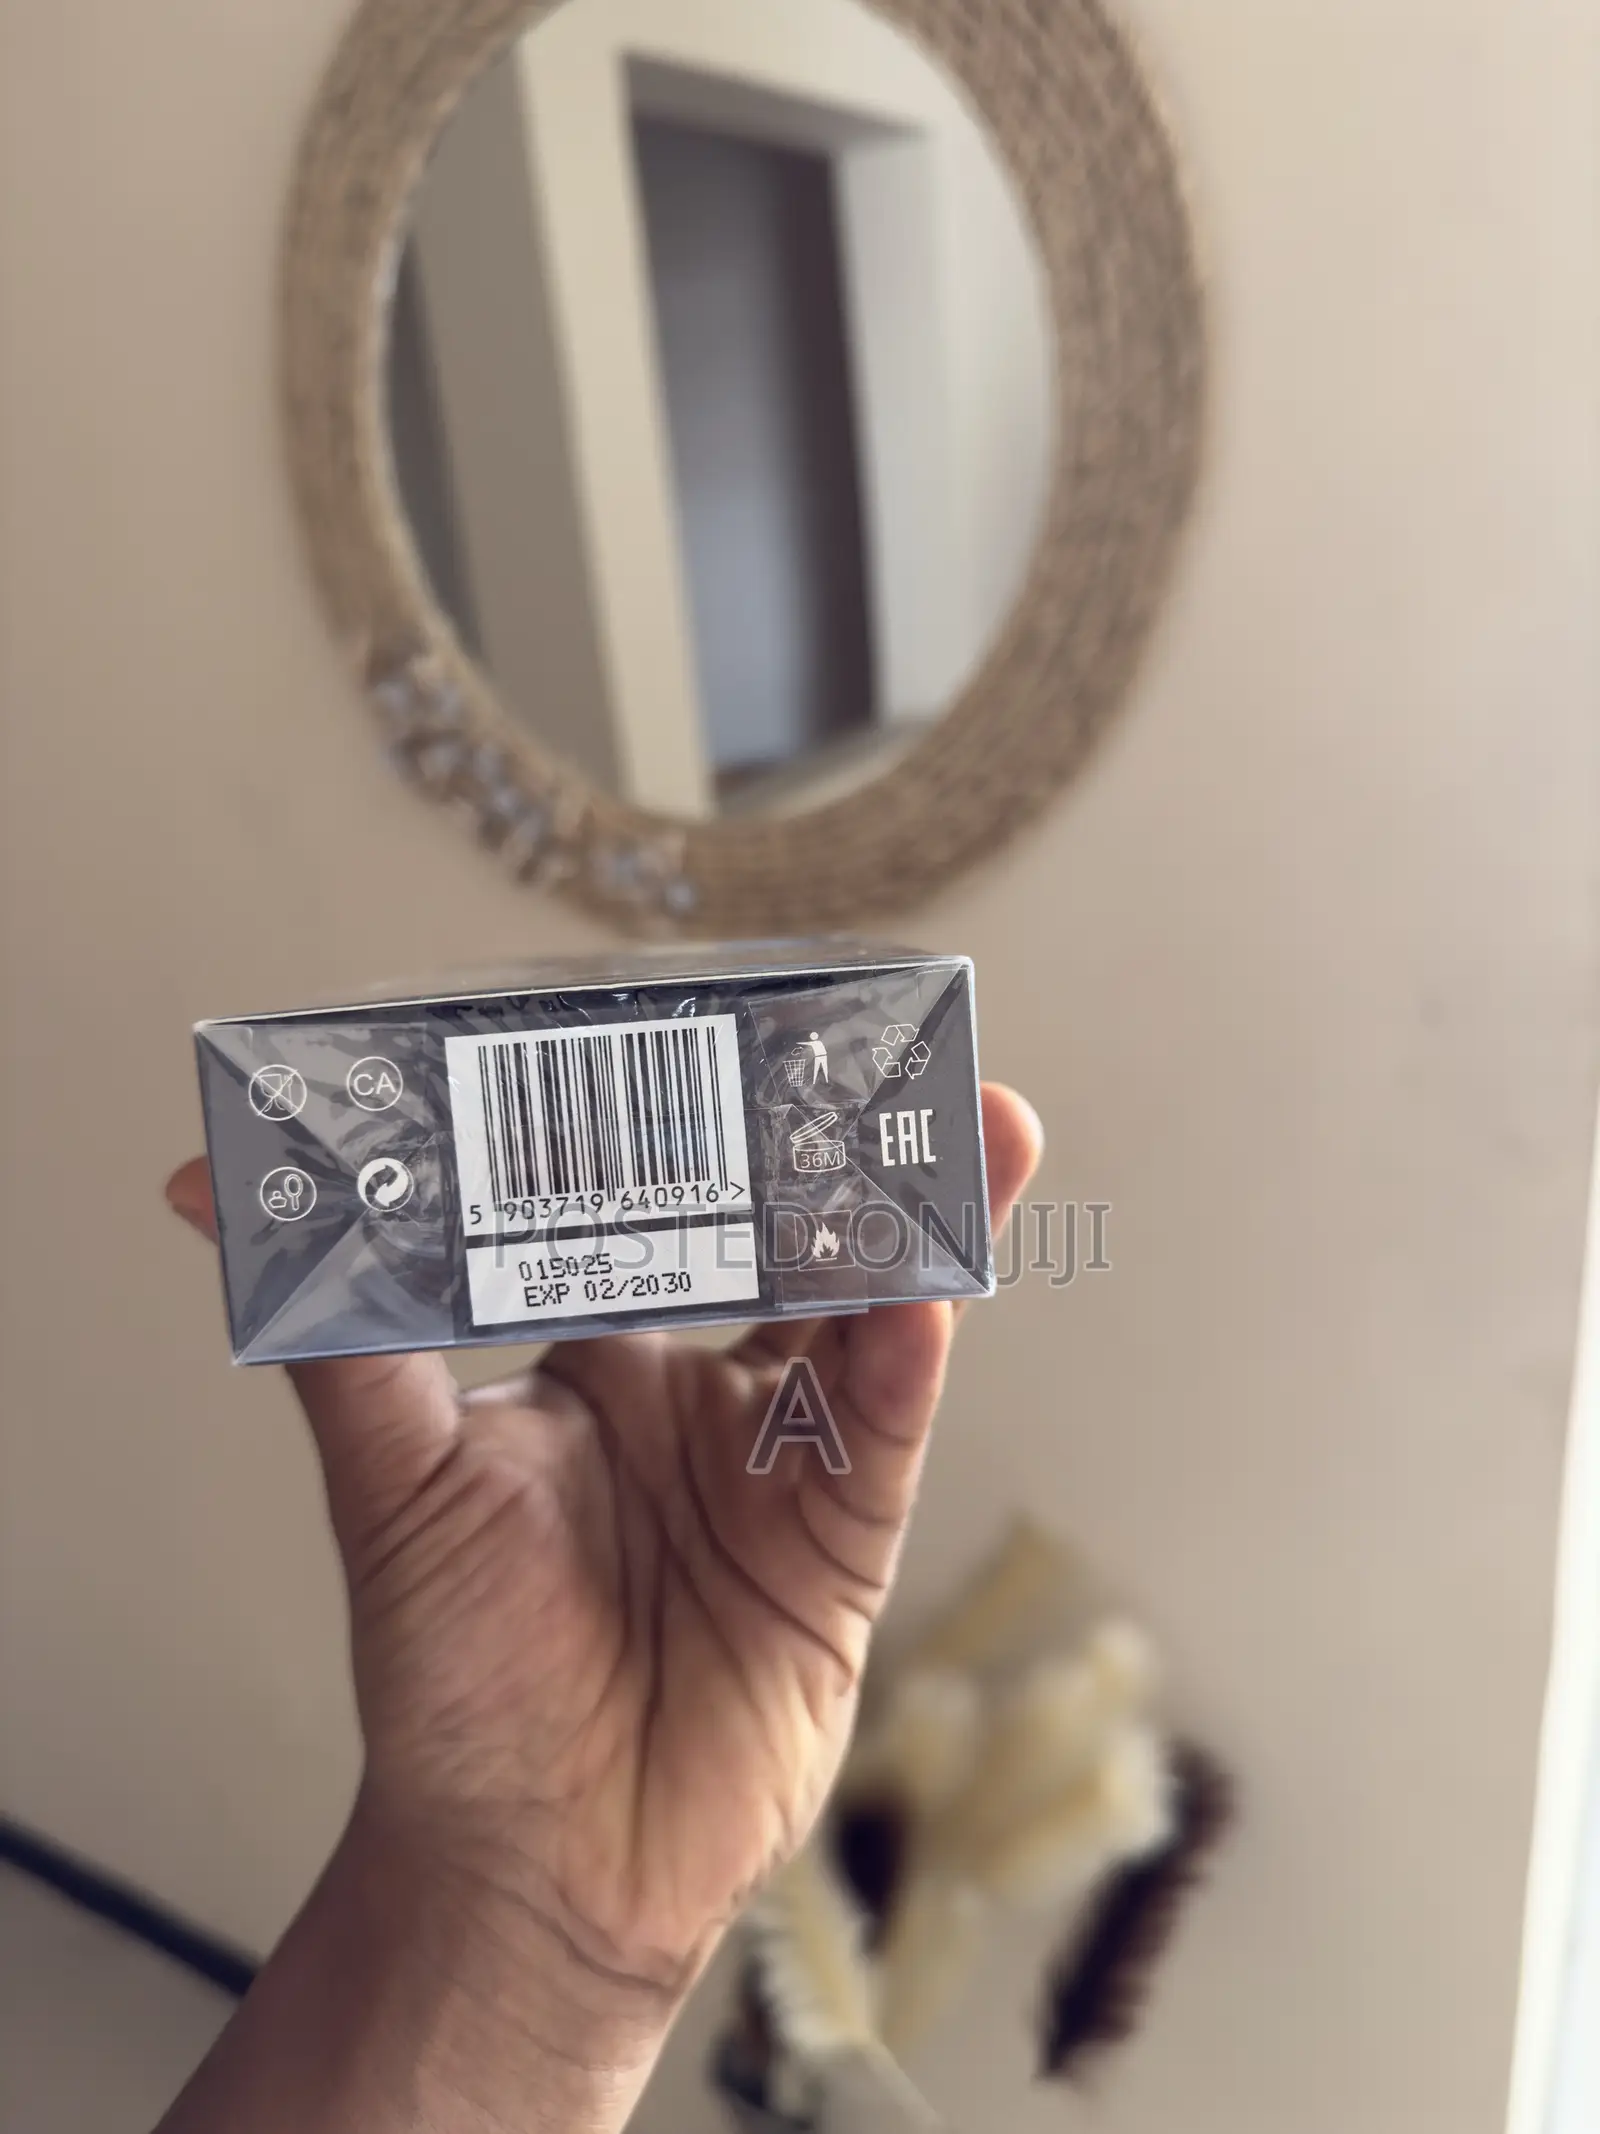 CA
5 903719 640916 >
36M
EAC
015025
EXP 02/2030
POSTED ON JIJI
A